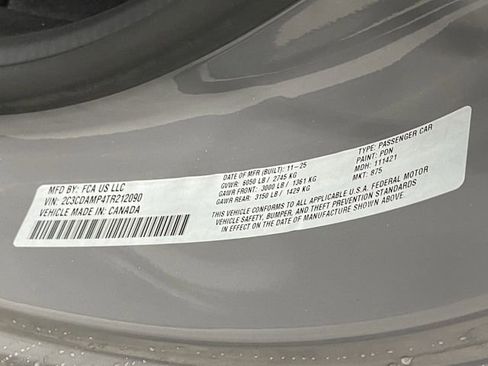 MFD BY: FCA US LLC
VIN: 2C3CDAMP4TR212090
VEHICLE MADE IN: CANADA
DATE OF MFR (BUILT): 11-25
GVWR: 6050 LB / 2745 KG
GAWR FRONT: 3000 LB / 1361 KG
GAWR REAR: 3150 LB / 1429 KG
TYPE: PASSENGER CAR
PAINT: PDN
MDH: 111421
MKT: 875
THIS VEHICLE CONFORMS TO ALL APPLICABLE U.S.A. FEDERAL MOTOR
VEHICLE SAFETY, BUMPER, AND THEFT PREVENTION STANDARDS
IN EFFECT ON THE DATE OF MANUFACTURE SHOWN ABOVE.